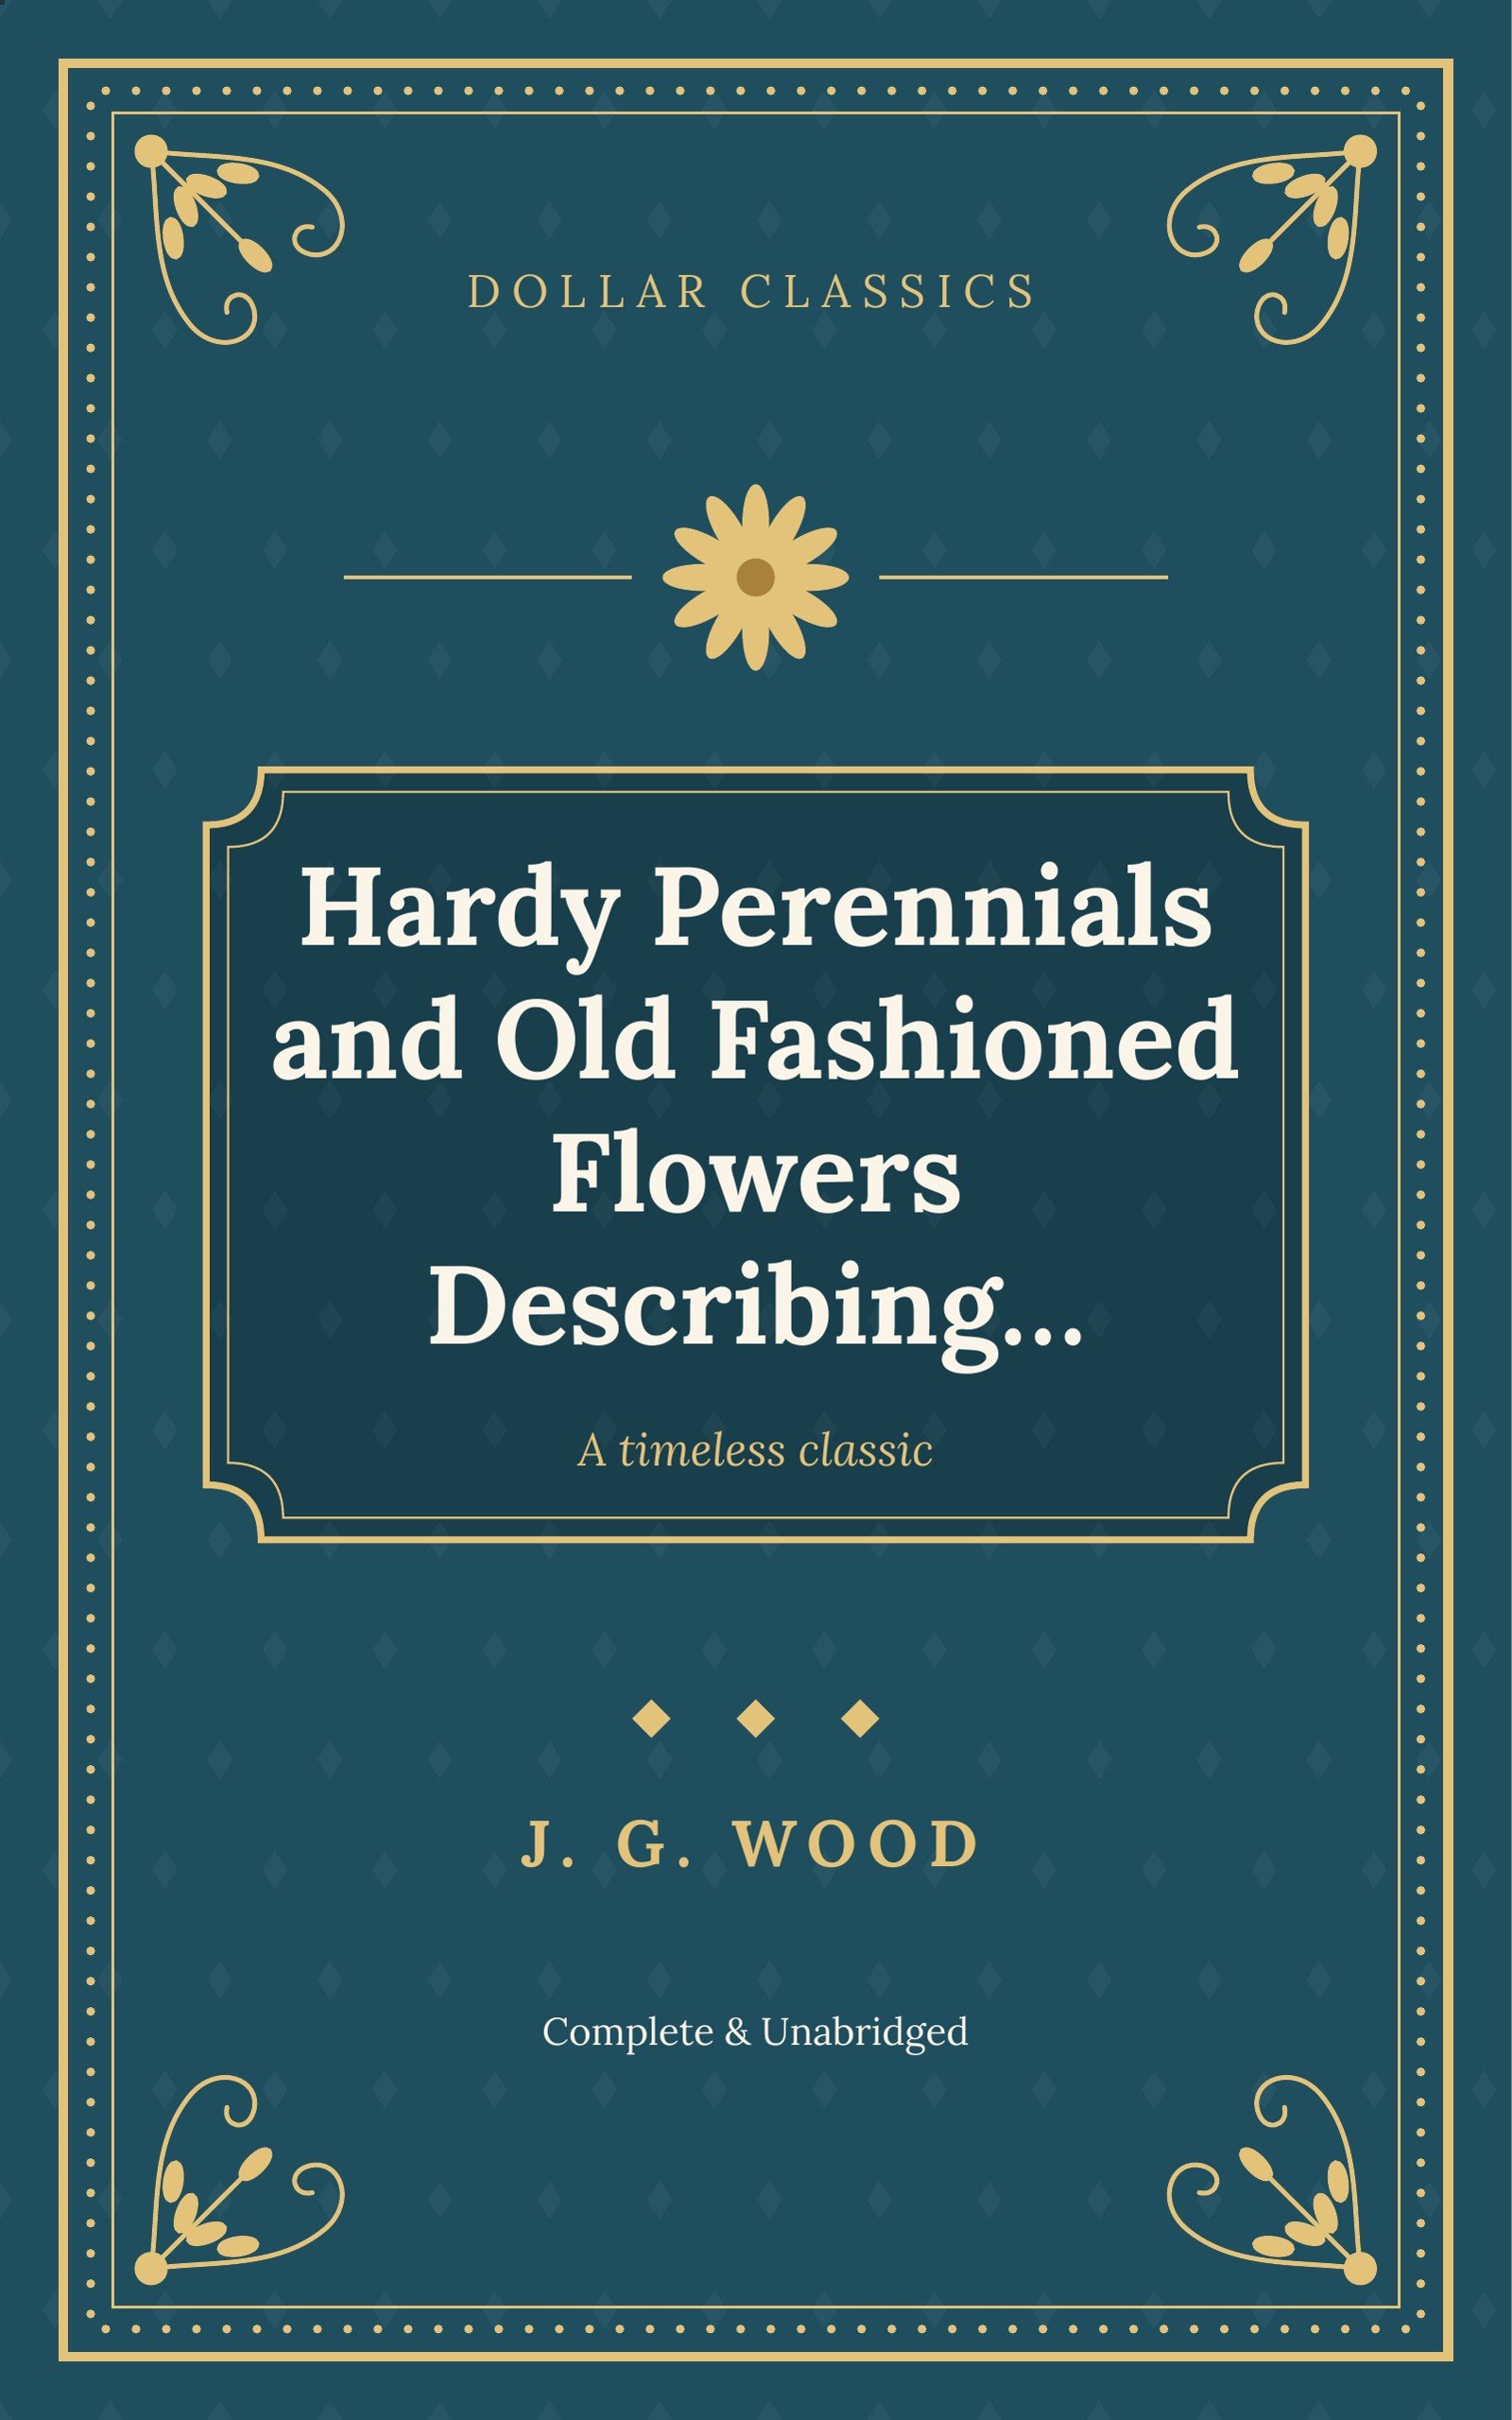 DOLLAR CLASSICS
Hardy Perennials
and Old Fashioned
Flowers
Describing...
A timeless classic
J. G. WOOD
Complete & Unabridged